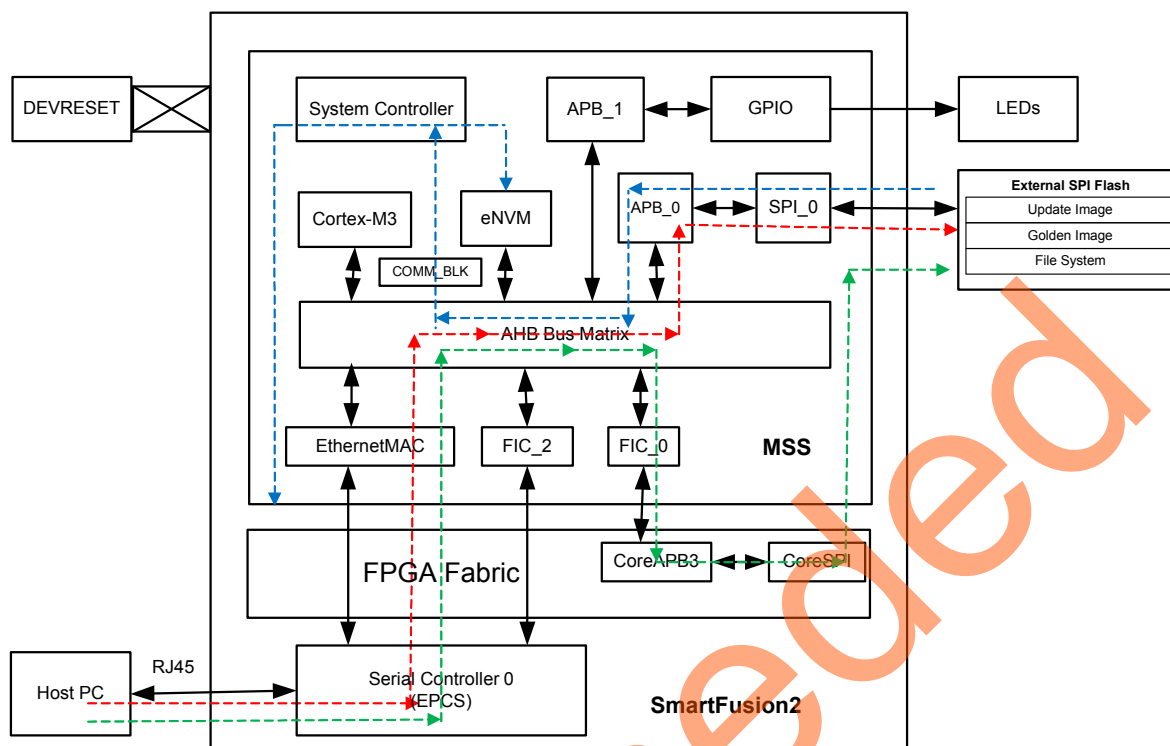 DEVRESET
System Controller
APB_1
GPIO
LEDs
Cortex-M3
eNVM
APB_0
SPI_0
External SPI Flash
Update Image
Golden Image
File System
COMM_BLK
AHB Bus Matrix
EthernetMAC
FIC_2
FIC_0
MSS
FPGA Fabric
CoreAPB3
CoreSPI
Host PC
RJ45
Serial Controller 0
(EPCS)
SmartFusion2
ded